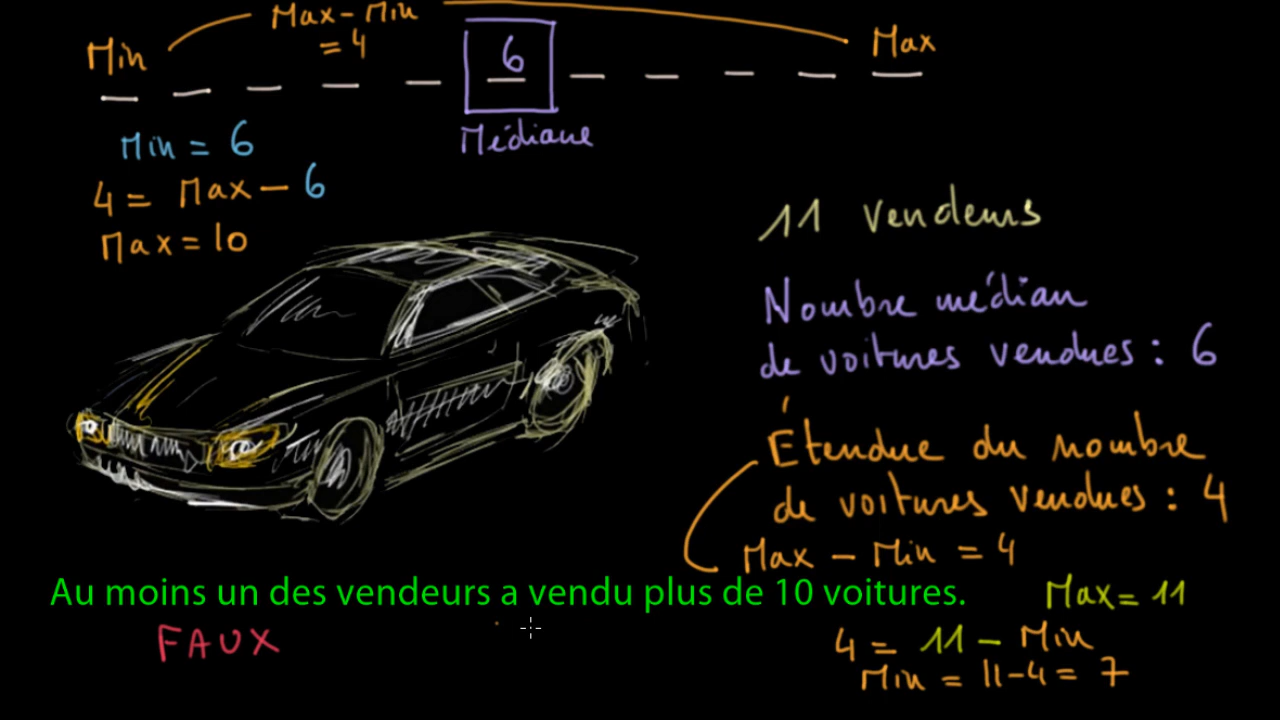 Max - Min
= 4
Min
Max
6
Médiane
Min = 6
4 = Max - 6
Max = 10
11 vendeurs
Nombre médian
de voitures vendues : 6
Étendue du nombre
de voitures vendues : 4
Max - Min = 4
Au moins un des vendeurs a vendu plus de 10 voitures.
Max = 11
FAUX
4 = 11 - Min
Min = 11-4 = 7